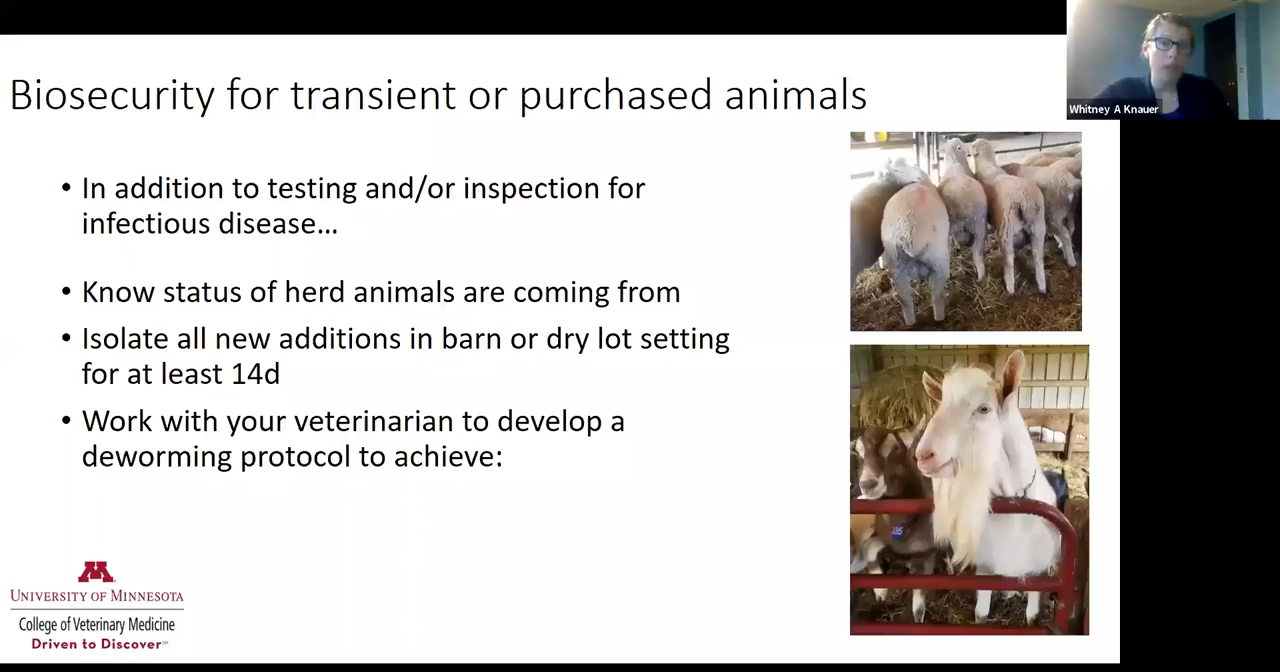 Biosecurity for transient or purchased animals
Whitney A Knauer
• In addition to testing and/or inspection for
infectious disease…
• Know status of herd animals are coming from
• Isolate all new additions in barn or dry lot setting
for at least 14d
• Work with your veterinarian to develop a
deworming protocol to achieve:
M
UNIVERSITY OF MINNESOTA
College of Veterinary Medicine
Driven to Discover